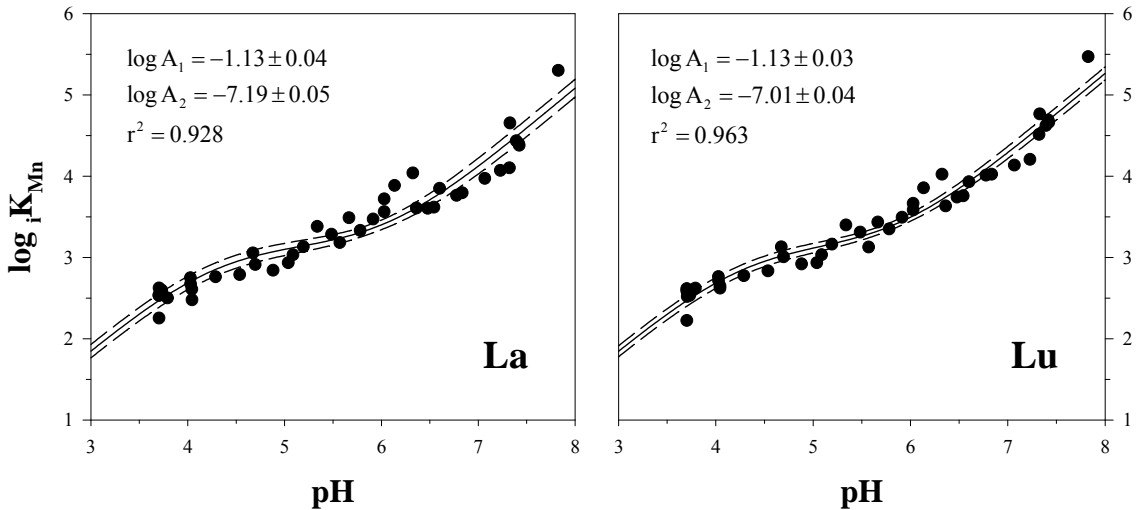 log A₁ = −1.13 ± 0.04
log A₂ = −7.19 ± 0.05
r² = 0.928
La
log ᵢK_Mn
6
5
4
3
2
1
3 4 5 6 7 8
pH
log A₁ = −1.13 ± 0.03
log A₂ = −7.01 ± 0.04
r² = 0.963
Lu
6
5
4
3
2
1
3 4 5 6 7 8
pH